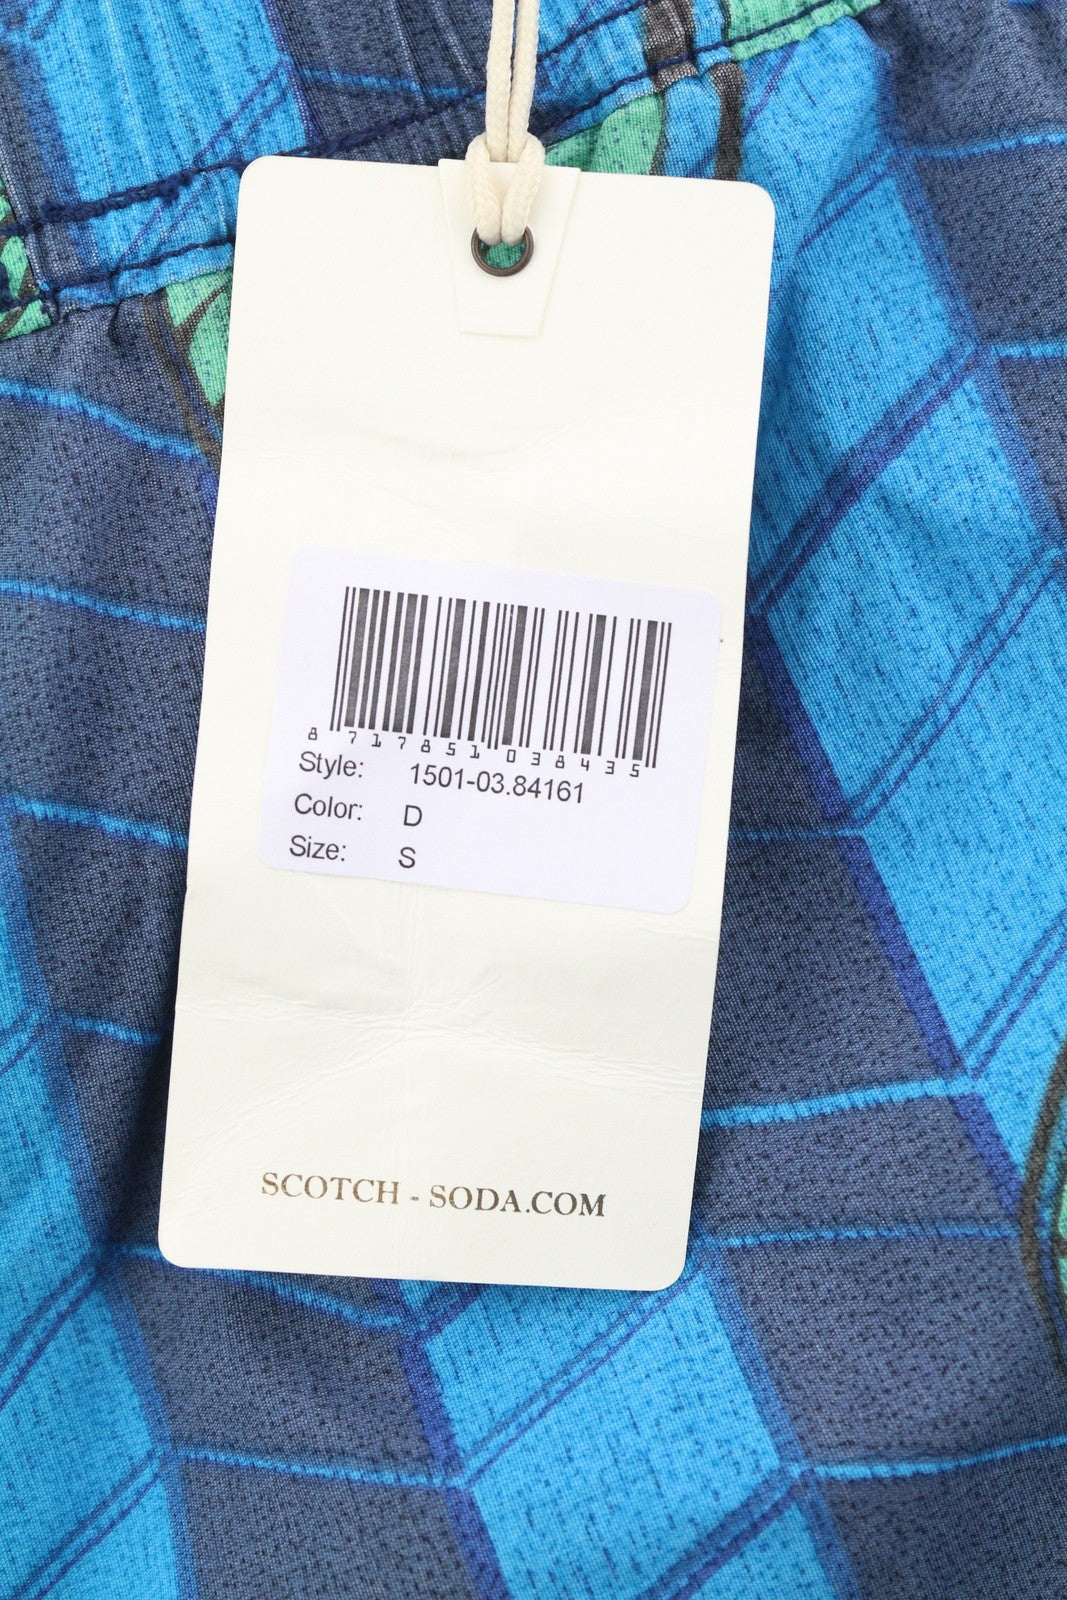 8 717851 038435
Style: 1501-03.84161
Color: D
Size: S
SCOTCH - SODA.COM